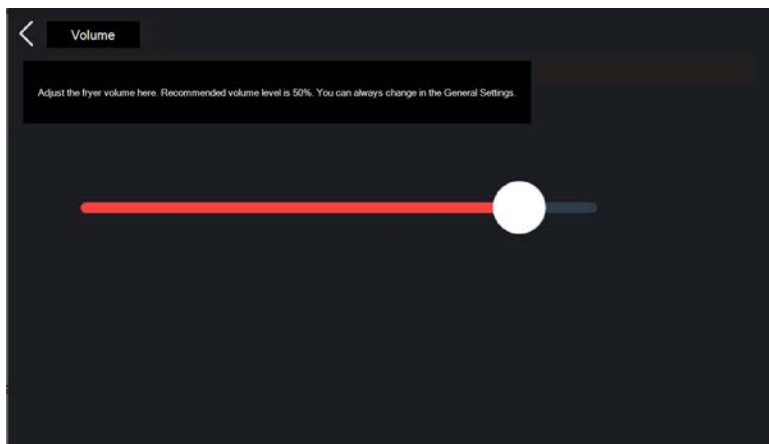 Volume
Adjust the fryer volume here. Recommended volume level is 50%. You can always change in the General Settings.